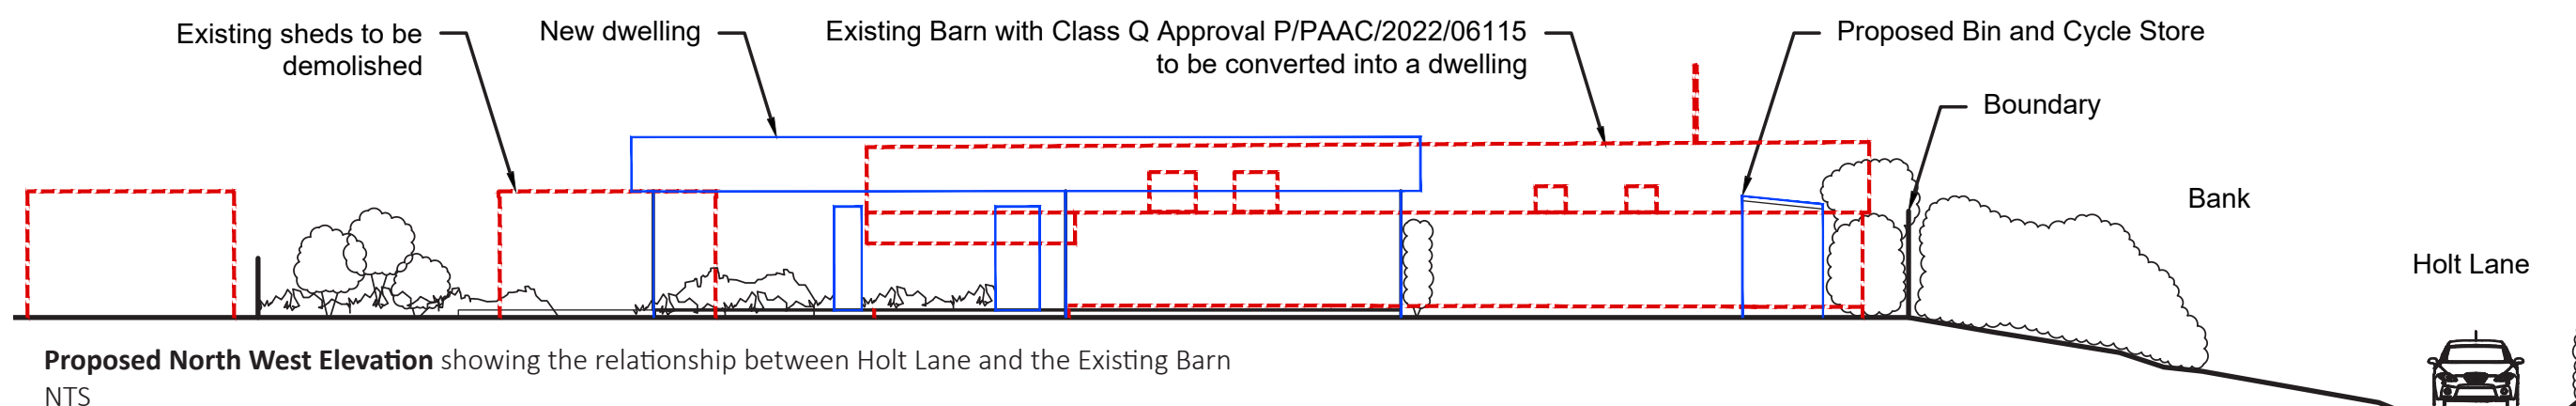 Existing sheds to be
demolished
New dwelling
Existing Barn with Class Q Approval P/PAAC/2022/06115
to be converted into a dwelling
Proposed Bin and Cycle Store
Boundary
Bank
Holt Lane
Proposed North West Elevation showing the relationship between Holt Lane and the Existing Barn
NTS